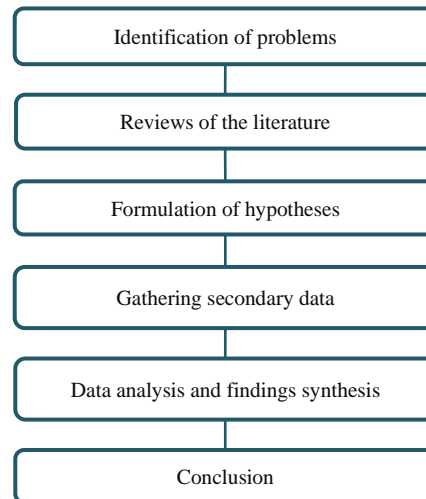 Identification of problems
Reviews of the literature
Formulation of hypotheses
Gathering secondary data
Data analysis and findings synthesis
Conclusion